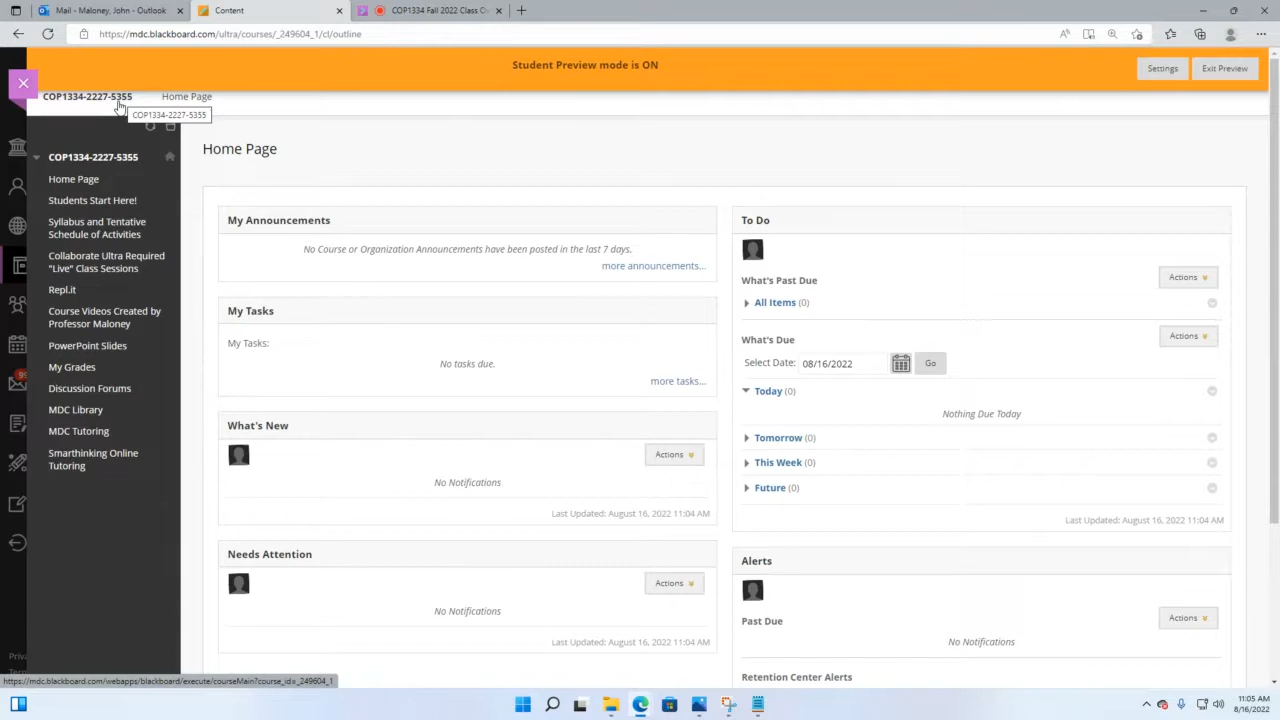 Mail - Maloney, John - Outlook
Content
COP1334 Fall 2022 Class O
https://mdc.blackboard.com/ultra/courses/_249604_1/cl/outline
Student Preview mode is ON
Settings
Exit Preview
COP1334-2227-5355
Home Page
COP1334-2227-5355
COP1334-2227-5355
Home Page
Students Start Here!
Syllabus and Tentative
Schedule of Activities
Collaborate Ultra Required
"Live" Class Sessions
Repl.it
Course Videos Created by
Professor Maloney
PowerPoint Slides
My Grades
Discussion Forums
MDC Library
MDC Tutoring
Smarthinking Online
Tutoring
99
Priva
Term
Home Page
My Announcements
No Course or Organization Announcements have been posted in the last 7 days.
more announcements...
My Tasks
My Tasks:
No tasks due.
more tasks...
What's New
Actions
No Notifications
Last Updated: August 16, 2022 11:04 AM
Needs Attention
Actions
No Notifications
Last Updated: August 16, 2022 11:04 AM
To Do
What's Past Due
Actions
All Items (0)
What's Due
Actions
Select Date: 08/16/2022
Go
Today (0)
Nothing Due Today
Tomorrow (0)
This Week (0)
Future (0)
Last Updated: August 16, 2022 11:04 AM
Alerts
Past Due
Actions
No Notifications
Retention Center Alerts
https://mdc.blackboard.com/webapps/blackboard/execute/courseMain?course_id=_249604_1
11:05 AM
8/16/2022